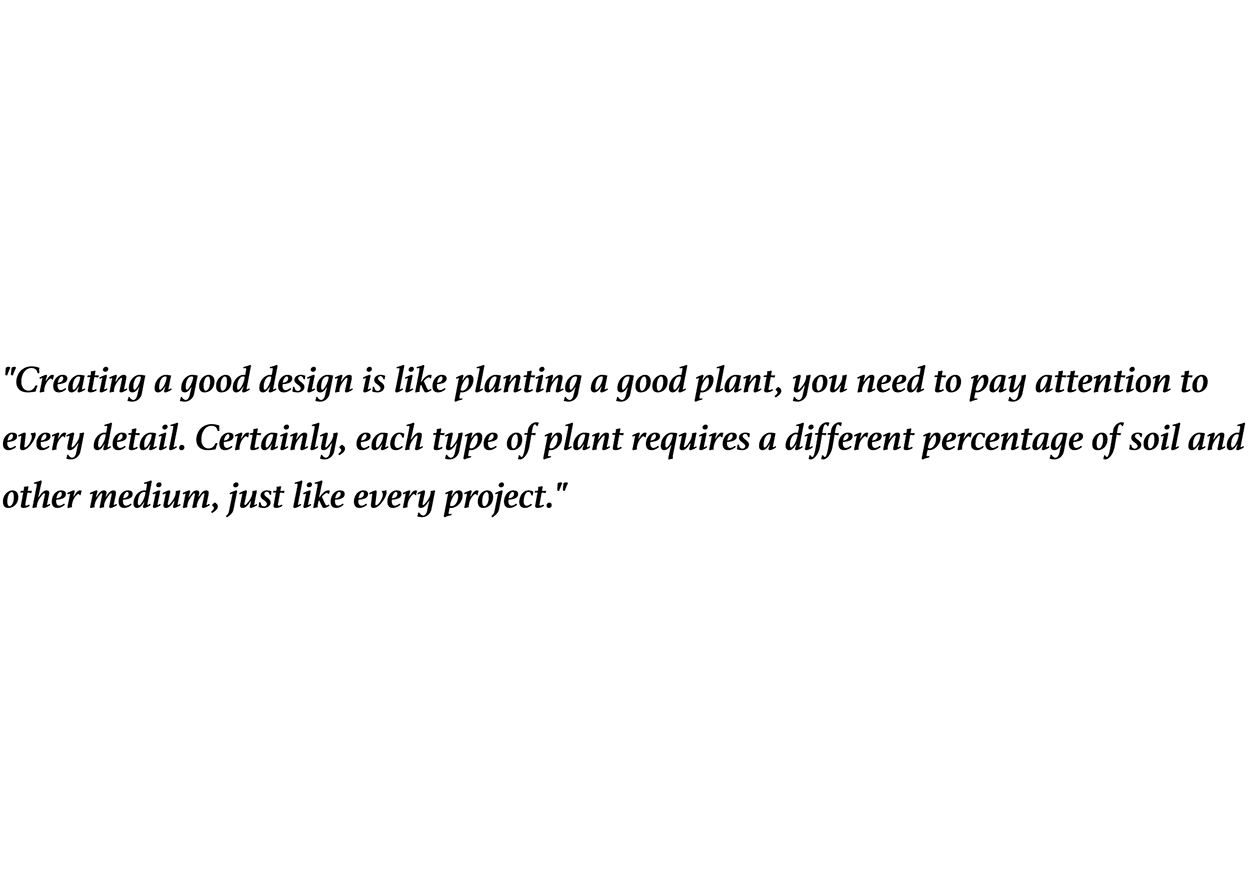 "Creating a good design is like planting a good plant, you need to pay attention to
every detail. Certainly, each type of plant requires a different percentage of soil and
other medium, just like every project."